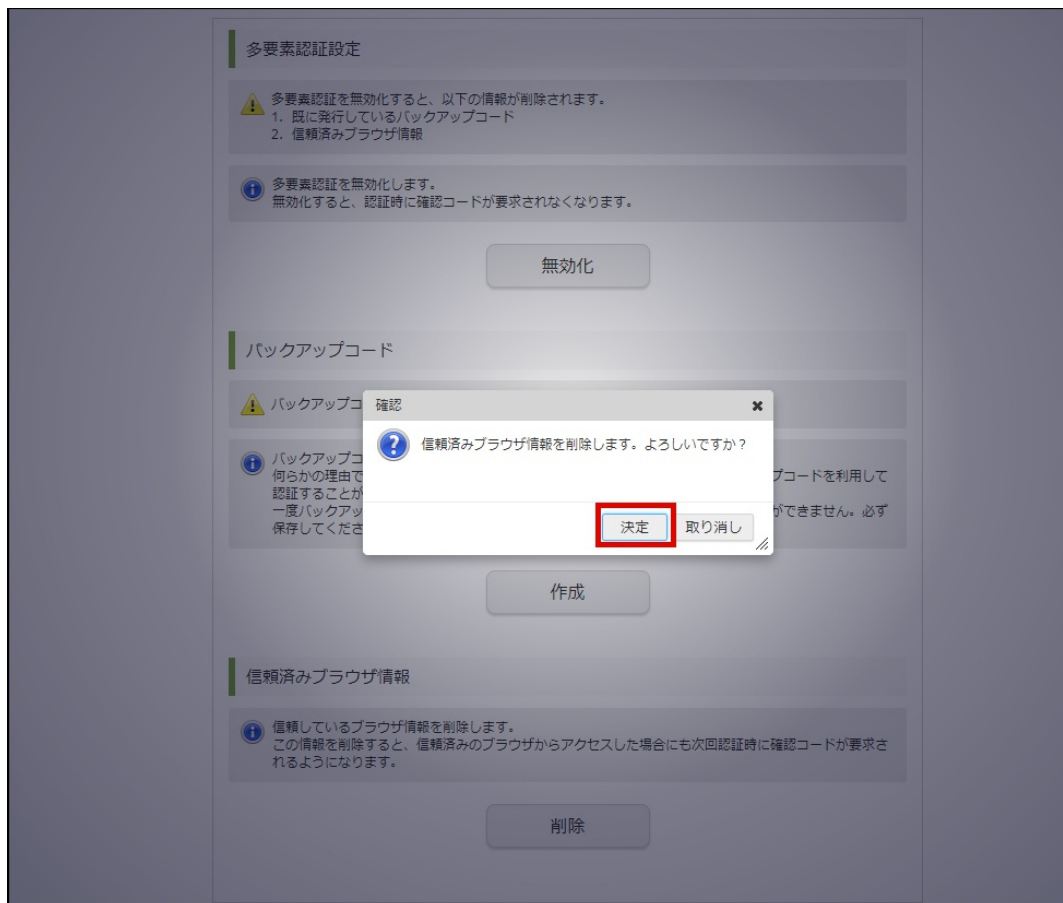 多要素認証設定
多要素認証を無効化すると、以下の情報が削除されます。
1. 既に発行しているバックアップコード
2. 信頼済みブラウザ情報
多要素認証を無効化します。
無効化すると、認証時に確認コードが要求されなくなります。
無効化
バックアップコード
バックアップコ
確認
信頼済みブラウザ情報を削除します。よろしいですか？
バックアップコ
何らかの理由で
プコードを利用して
認証することが
一度バックアッ
ができません。必ず
保存してくださ
決定
取り消し
作成
信頼済みブラウザ情報
信頼しているブラウザ情報を削除します。
この情報を削除すると、信頼済みのブラウザからアクセスした場合にも次回認証時に確認コードが要求さ
れるようになります。
削除